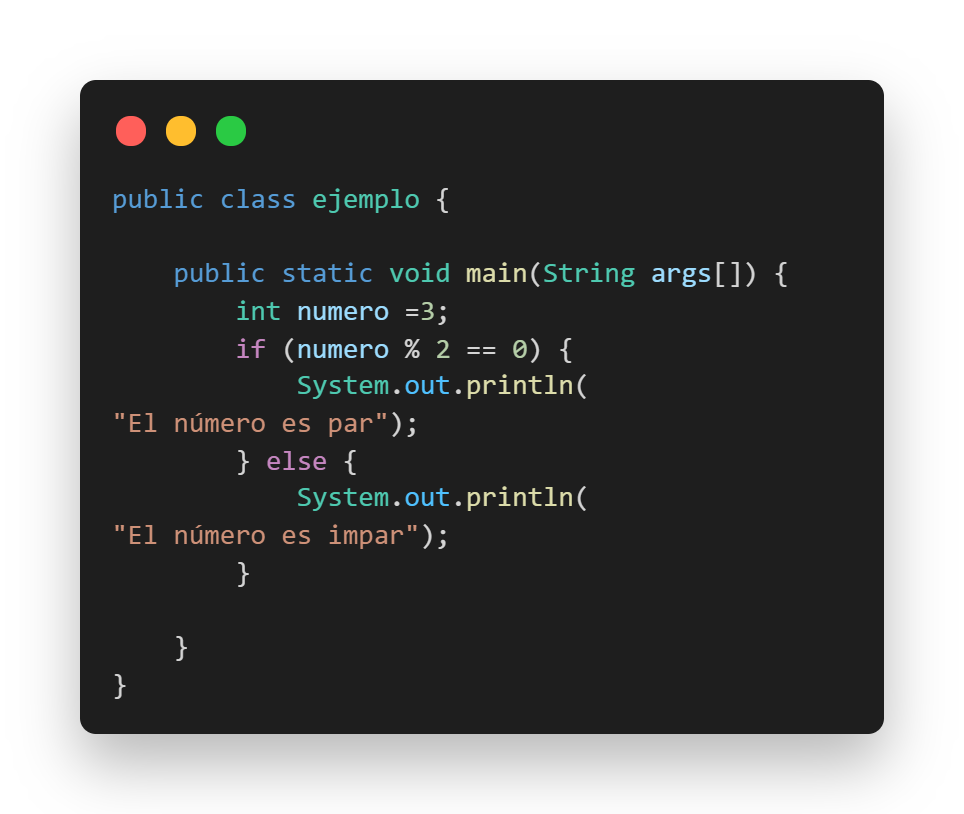 public class ejemplo {
    public static void main(String args[]) {
        int numero =3;
        if (numero % 2 == 0) {
            System.out.println(
"El número es par");
        } else {
            System.out.println(
"El número es impar");
        }
    }
}